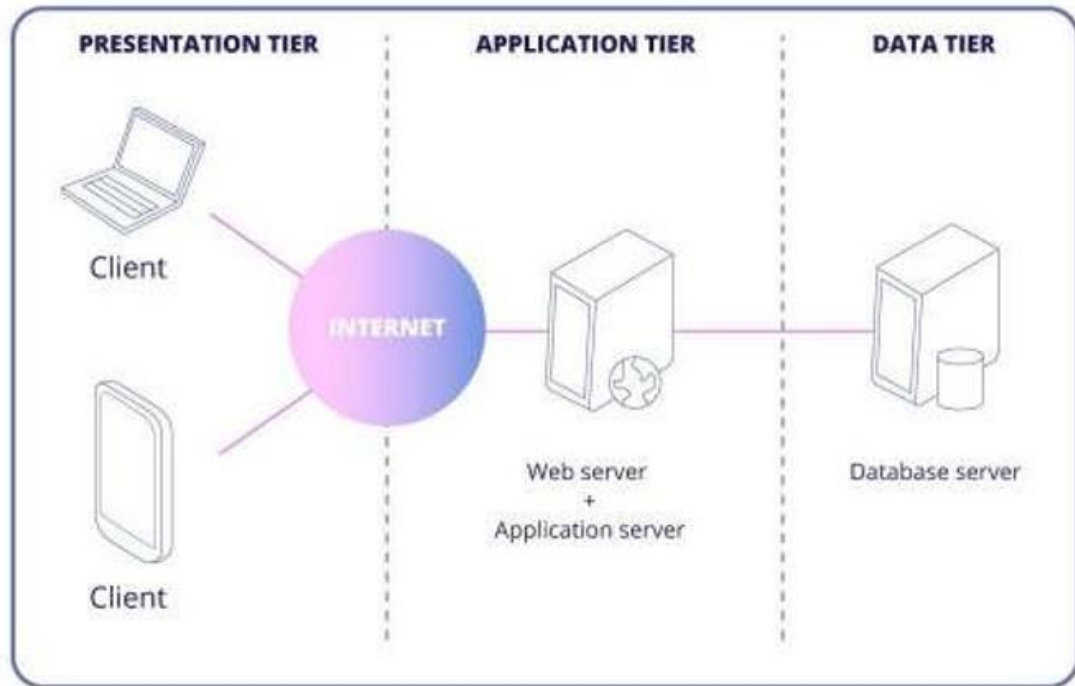 PRESENTATION TIER
APPLICATION TIER
DATA TIER
Client
INTERNET
Client
Web server
+
Application server
Database server